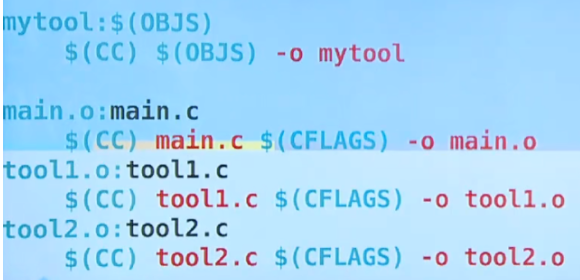 mytool:$(OBJS)
$(CC) $(OBJS) -o mytool
main.o:main.c
$(CC) main.c $(CFLAGS) -o main.o
tool1.o:tool1.c
$(CC) tool1.c $(CFLAGS) -o tool1.o
tool2.o:tool2.c
$(CC) tool2.c $(CFLAGS) -o tool2.o